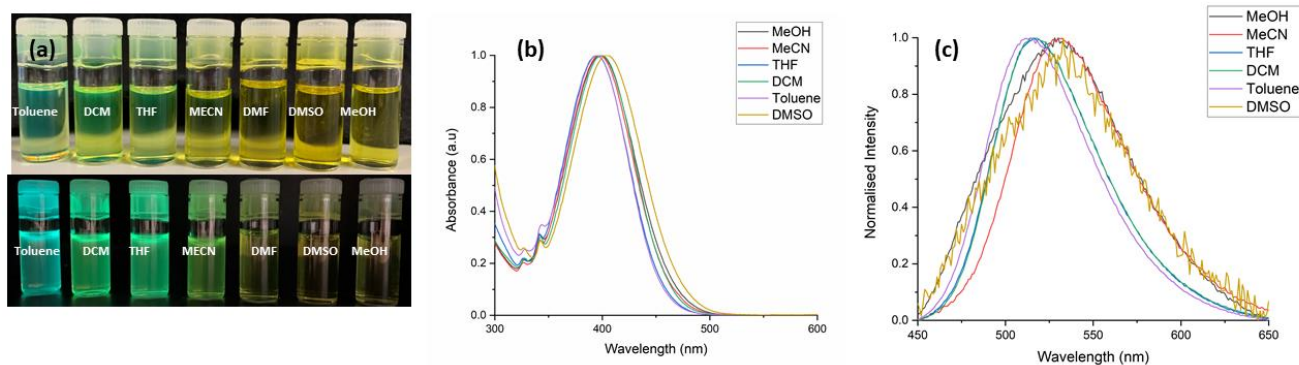 (a)
Toluene DCM THF MECN DMF DMSO MeOH
Toluene DCM THF MECN DMF DMSO MeOH
(b)
MeOH
MeCN
THF
DCM
Toluene
DMSO
Absorbance (a.u)
1.0
0.8
0.6
0.4
0.2
0.0
300 400 500 600
Wavelength (nm)
(c)
MeOH
MeCN
THF
DCM
Toluene
DMSO
Normalised Intensity
1.0
0.8
0.6
0.4
0.2
0.0
450 500 550 600 650
Wavelength (nm)